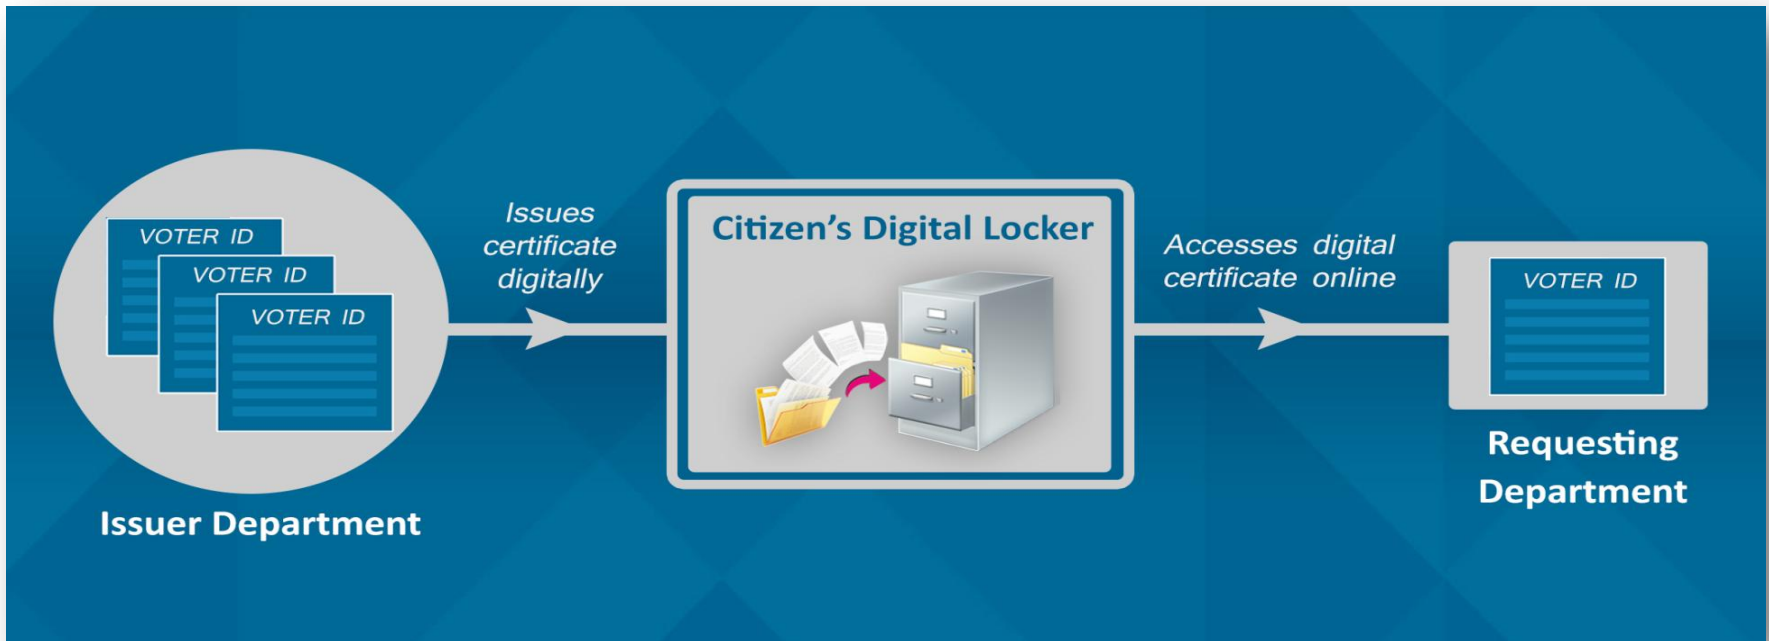 VOTER ID
VOTER ID
VOTER ID
Issuer Department
Issues
certificate
digitally
Citizen's Digital Locker
Accesses digital
certificate online
VOTER ID
Requesting
Department